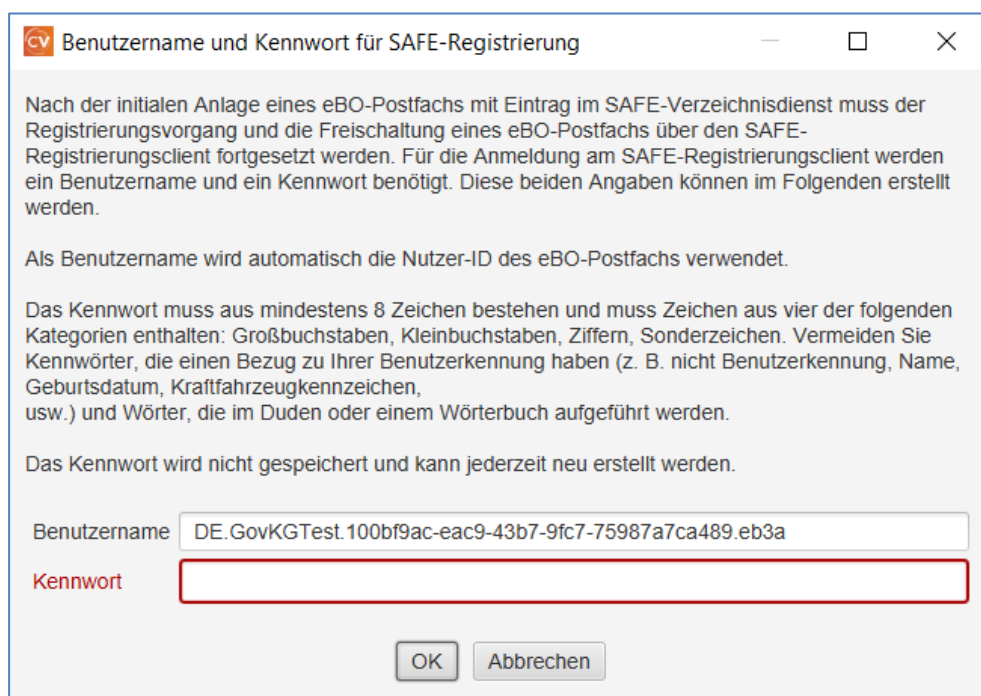 CV Benutzername und Kennwort für SAFE-Registrierung
Nach der initialen Anlage eines eBO-Postfachs mit Eintrag im SAFE-Verzeichnisdienst muss der
Registrierungsvorgang und die Freischaltung eines eBO-Postfachs über den SAFE-
Registrierungsclient fortgesetzt werden. Für die Anmeldung am SAFE-Registrierungsclient werden
ein Benutzername und ein Kennwort benötigt. Diese beiden Angaben können im Folgenden erstellt
werden.
Als Benutzername wird automatisch die Nutzer-ID des eBO-Postfachs verwendet.
Das Kennwort muss aus mindestens 8 Zeichen bestehen und muss Zeichen aus vier der folgenden
Kategorien enthalten: Großbuchstaben, Kleinbuchstaben, Ziffern, Sonderzeichen. Vermeiden Sie
Kennwörter, die einen Bezug zu Ihrer Benutzerkennung haben (z. B. nicht Benutzerkennung, Name,
Geburtsdatum, Kraftfahrzeugkennzeichen,
usw.) und Wörter, die im Duden oder einem Wörterbuch aufgeführt werden.
Das Kennwort wird nicht gespeichert und kann jederzeit neu erstellt werden.
Benutzername DE.GovKGTest.100bf9ac-eac9-43b7-9fc7-75987a7ca489.eb3a
Kennwort
OK Abbrechen